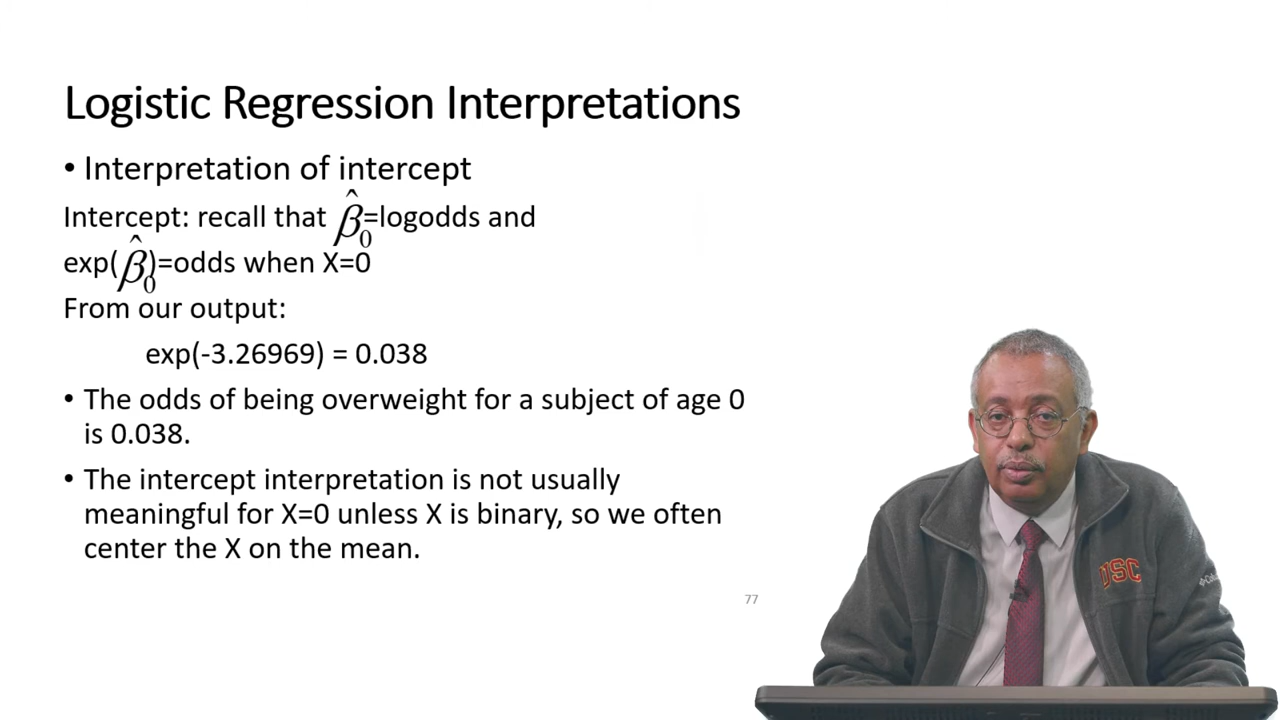 Logistic Regression Interpretations
• Interpretation of intercept
Intercept: recall that β̂₀=logodds and
exp(β̂₀)=odds when X=0
From our output:
exp(-3.26969) = 0.038
• The odds of being overweight for a subject of age 0
is 0.038.
• The intercept interpretation is not usually
meaningful for X=0 unless X is binary, so we often
center the X on the mean.
77
USC